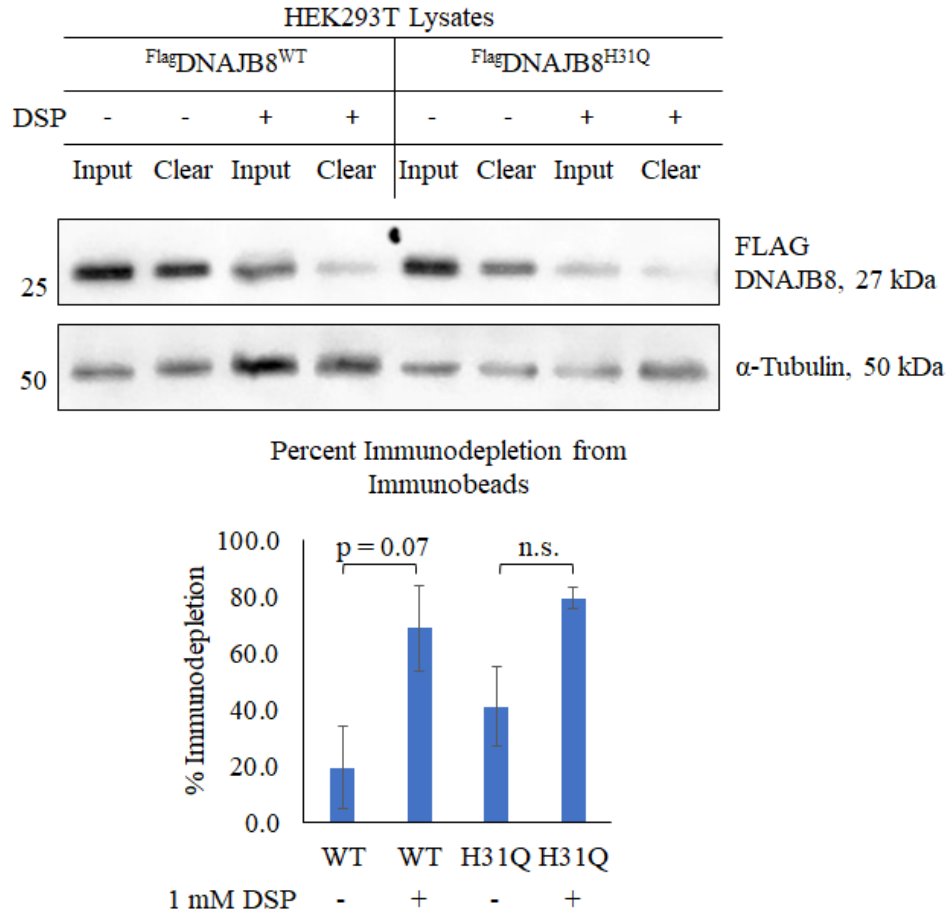 HEK293T Lysates
FlagDNAJB8WT FlagDNAJB8H31Q
DSP - - + + - - + +
Input Clear Input Clear Input Clear Input Clear
25 FLAG
DNAJB8, 27 kDa
50 α-Tubulin, 50 kDa
Percent Immunodepletion from
Immunobeads
% Immunodepletion
100.0
80.0
60.0
40.0
20.0
0.0
p = 0.07 n.s.
WT WT H31Q H31Q
1 mM DSP - + - +